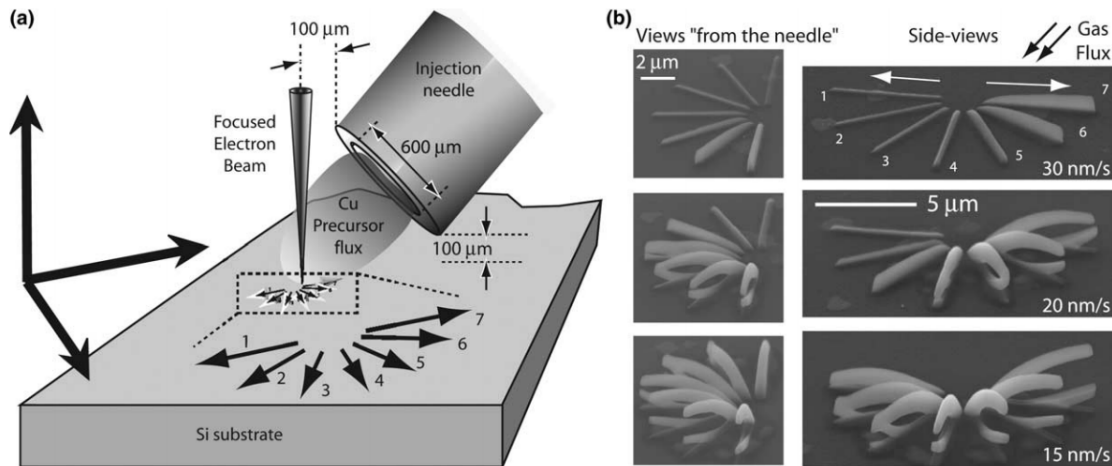 (a)
100 μm
Injection
needle
Focused
Electron
Beam
600 μm
Cu
Precursor
flux
100 μm
1
2
3
4
5
6
7
Si substrate
(b)
Views "from the needle"
Side-views
Gas
Flux
2 μm
1
2
3
4
5
6
7
30 nm/s
5 μm
20 nm/s
15 nm/s